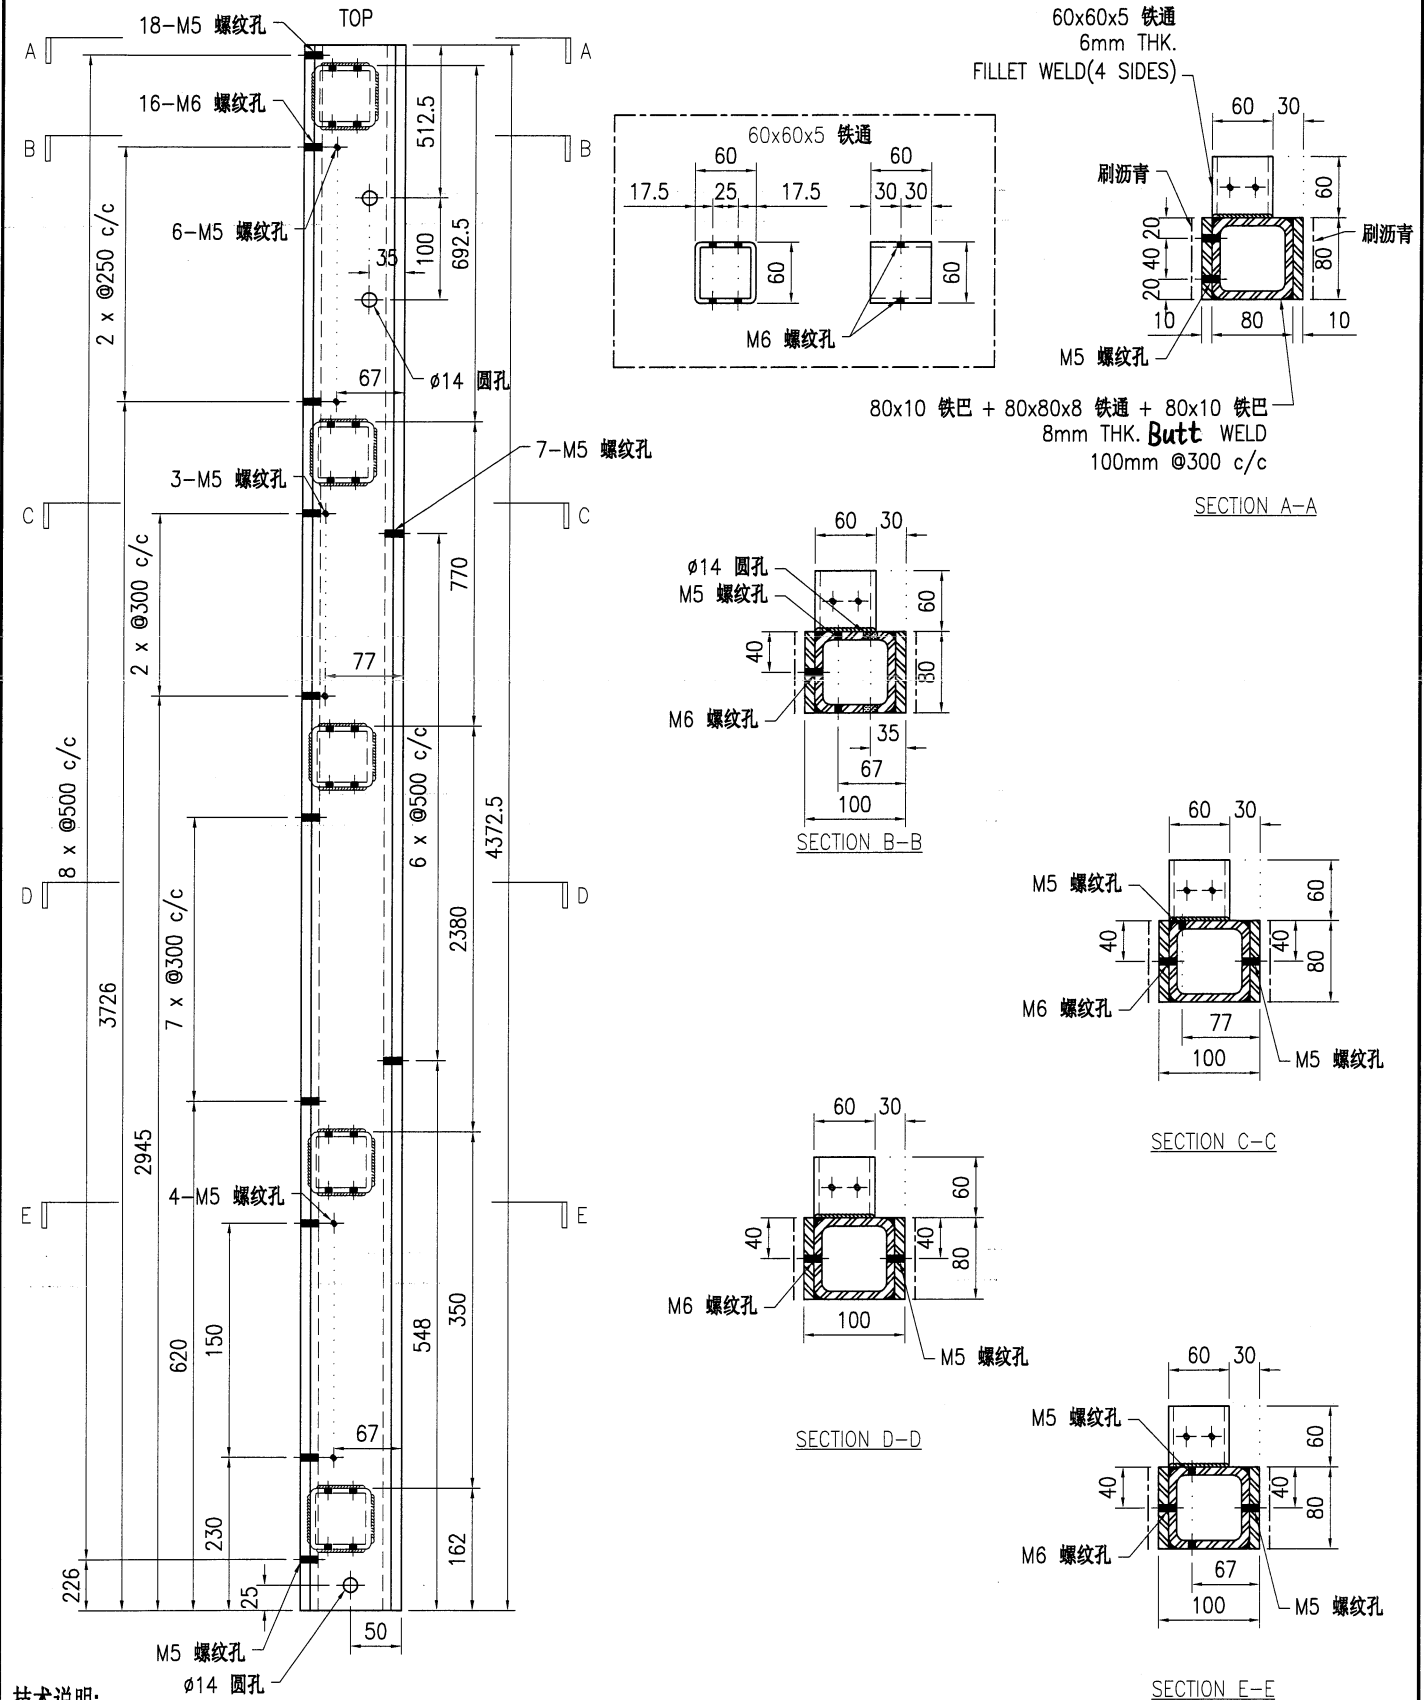 TOP
18-M5 螺纹孔
A
A
16-M6 螺纹孔
B
B
6-M5 螺纹孔
2 x @250 c/c
512.5
692.5
35
100
67
ø14 圆孔
3-M5 螺纹孔
7-M5 螺纹孔
C
C
2 x @300 c/c
770
77
8 x @500 c/c
6 x @500 c/c
4372.5
D
D
3726
7 x @300 c/c
2380
2945
4-M5 螺纹孔
E
E
620
150
548
350
67
230
162
226
25
50
M5 螺纹孔
ø14 圆孔
技术说明:
60x60x5 铁通
60
60
17.5
25
17.5
30
30
60
60
M6 螺纹孔
60x60x5 铁通
6mm THK.
FILLET WELD(4 SIDES)
60
30
刷沥青
60
刷沥青
20
40
20
80
10
80
10
M5 螺纹孔
80x10 铁巴 + 80x80x8 铁通 + 80x10 铁巴
8mm THK. Butt WELD
100mm @300 c/c
SECTION A-A
60
30
ø14 圆孔
M5 螺纹孔
60
40
80
M6 螺纹孔
35
67
100
SECTION B-B
60
30
M5 螺纹孔
60
40
40
80
M6 螺纹孔
77
100
M5 螺纹孔
SECTION C-C
60
30
60
40
40
80
M6 螺纹孔
100
M5 螺纹孔
SECTION D-D
60
30
M5 螺纹孔
60
40
40
80
M6 螺纹孔
67
100
M5 螺纹孔
SECTION E-E